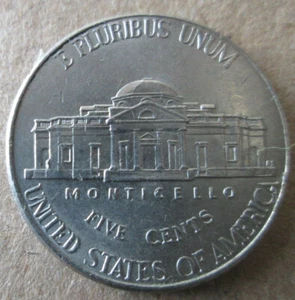 E PLURIBUS UNUM
MONTICELLO
FIVE CENTS
UNITED STATES OF AMERICA